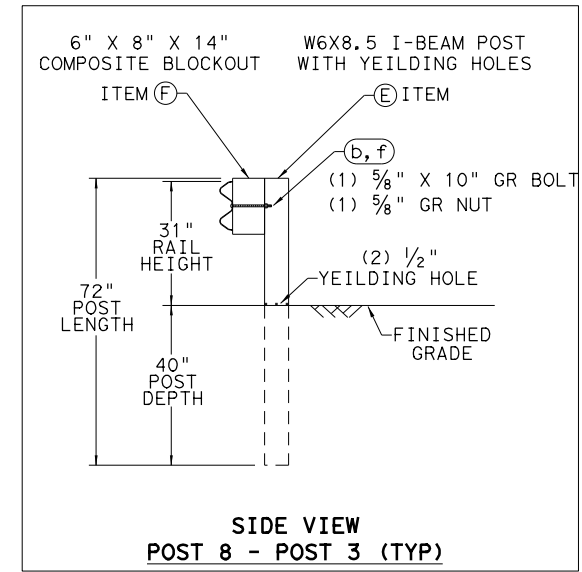 6" X 8" X 14"
COMPOSITE BLOCKOUT
ITEM F
W6X8.5 I-BEAM POST
WITH YEILDING HOLES
E ITEM
b, f
(1) 5/8" X 10" GR BOLT
(1) 5/8" GR NUT
31"
RAIL
HEIGHT
(2) 1/2"
YEILDING HOLE
72"
POST
LENGTH
FINISHED
GRADE
40"
POST
DEPTH
SIDE VIEW
POST 8 - POST 3 (TYP)